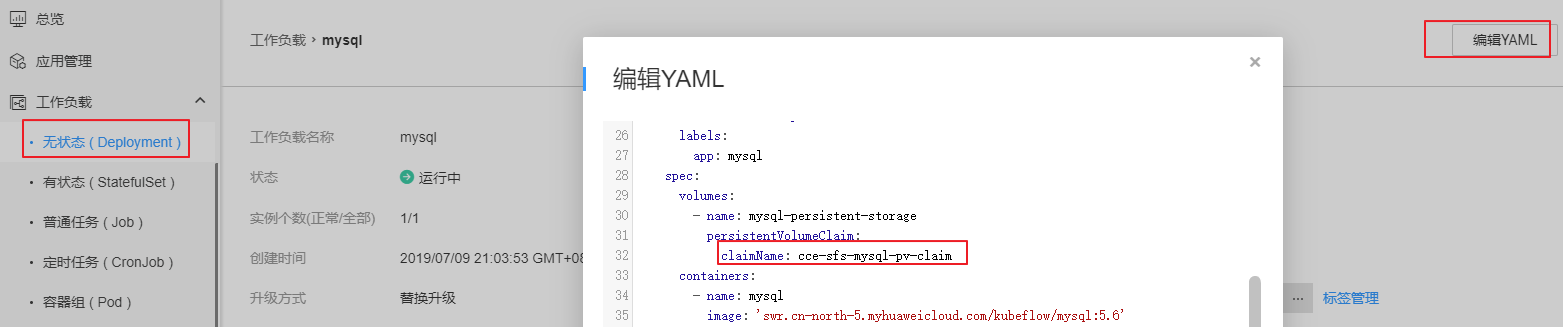 总览
应用管理
工作负载
无状态 ( Deployment )
有状态 ( StatefulSet )
普通任务 ( Job )
定时任务 ( CronJob )
容器组 ( Pod )
工作负载 › mysql
编辑YAML
工作负载名称 mysql
状态 运行中
实例个数(正常/全部) 1/1
创建时间 2019/07/09 21:03:53 GMT+08
升级方式 替换升级
编辑YAML
×
26 labels:
27 app: mysql
28 spec:
29 volumes:
30 - name: mysql-persistent-storage
31 persistentVolumeClaim:
32 claimName: cce-sfs-mysql-pv-claim
33 containers:
34 - name: mysql
35 image: 'swr.cn-north-5.myhuaweicloud.com/kubeflow/mysql:5.6'
... 标签管理